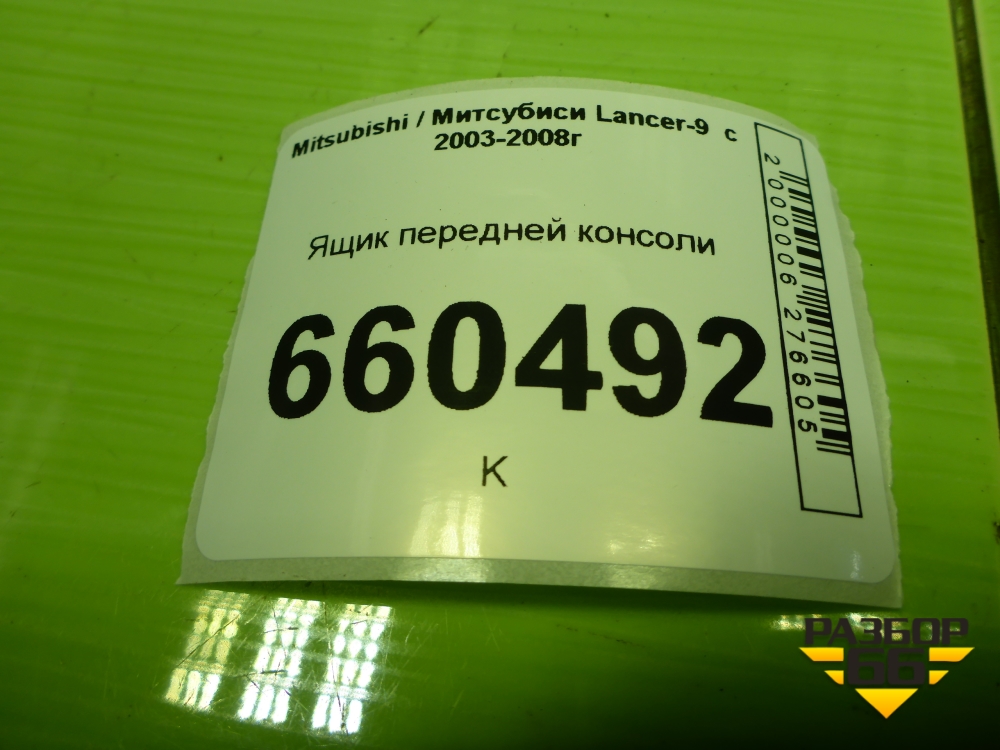 Mitsubishi / Митсубиси Lancer-9 с
2003-2008г
Ящик передней консоли
660492
К
2000006276605
РАЗБОР
66